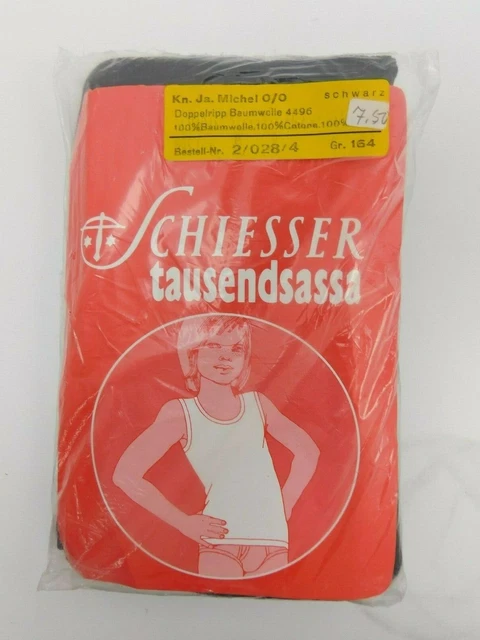 Kn. Ja. Michel O/O schwarz
Doppelripp Baumwolle 4496
100%Baumwolle,100%Cotone,100%
7,50
Bestell-Nr. 2/028/4 Gr. 164
SCHIESSER
tausendsassa